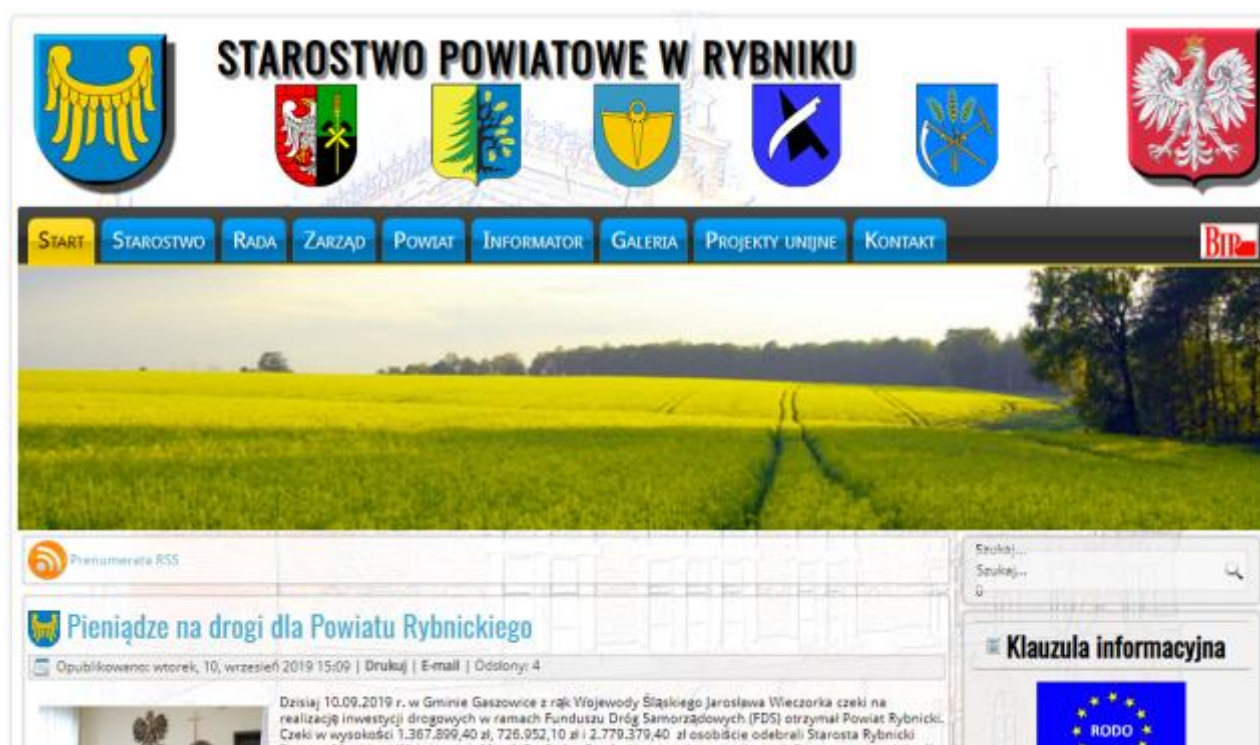 STAROSTWO POWIATOWE W RYBNIKU
START STAROSTWO RADA ZARZĄD POWIAT INFORMATOR GALERIA PROJEKTY UNIJNE KONTAKT
BIP
Prenumerata RSS
Szukaj...
Szukaj...
0
Pieniądze na drogi dla Powiatu Rybnickiego
Opublikowano: wtorek, 10, wrzesień 2019 15:09 | Drukuj | E-mail | Odsłony: 4
Klauzula informacyjna
RODO
Dzisiaj 10.09.2019 r. w Gminie Gaszowice z rąk Wojewody Śląskiego Jarosława Wieczorka czeki na
realizację inwestycji drogowych w ramach Funduszu Dróg Samorządowych (FDS) otrzymał Powiat Rybnicki.
Czeki w wysokości 1.367.899,40 zł, 726.952,10 zł i 2.779.379,40 zł osobiście odebrali Starosta Rybnicki